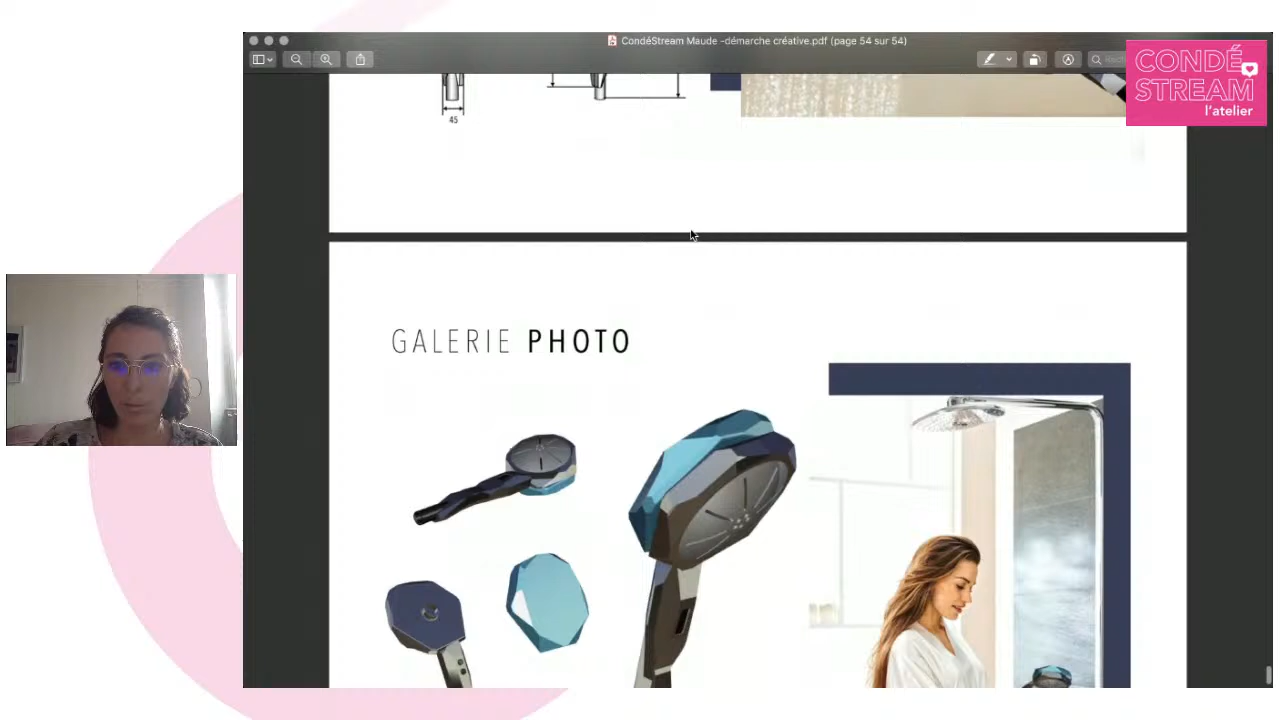 CondéStream Maude -démarche créative.pdf (page 54 sur 54)
CONDÉ
STREAM
l'atelier
45
GALERIE PHOTO